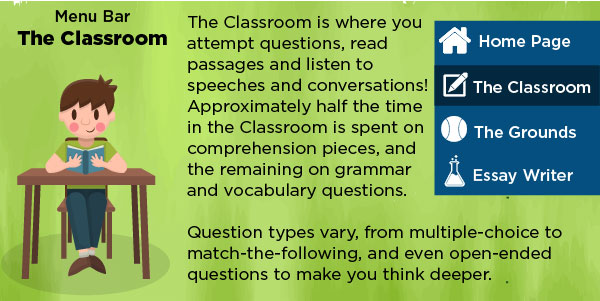 Menu Bar
The Classroom
The Classroom is where you
attempt questions, read
passages and listen to
speeches and conversations!
Approximately half the time
in the Classroom is spent on
comprehension pieces, and
the remaining on grammar
and vocabulary questions.
Question types vary, from multiple-choice to
match-the-following, and even open-ended
questions to make you think deeper.
Home Page
The Classroom
The Grounds
Essay Writer